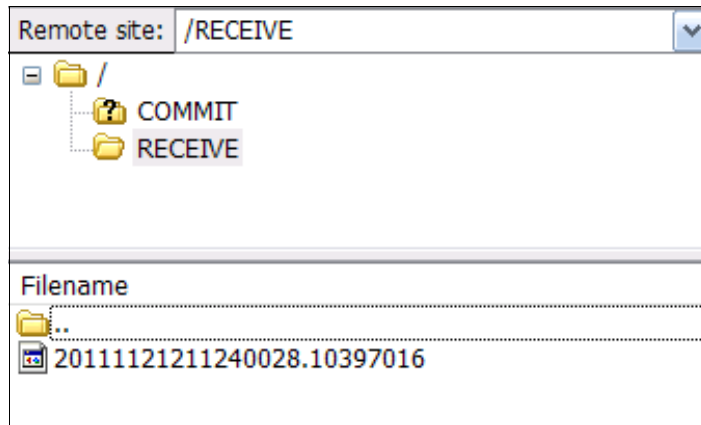 Remote site: /RECEIVE
/
COMMIT
RECEIVE
Filename
..
20111121211240028.10397016